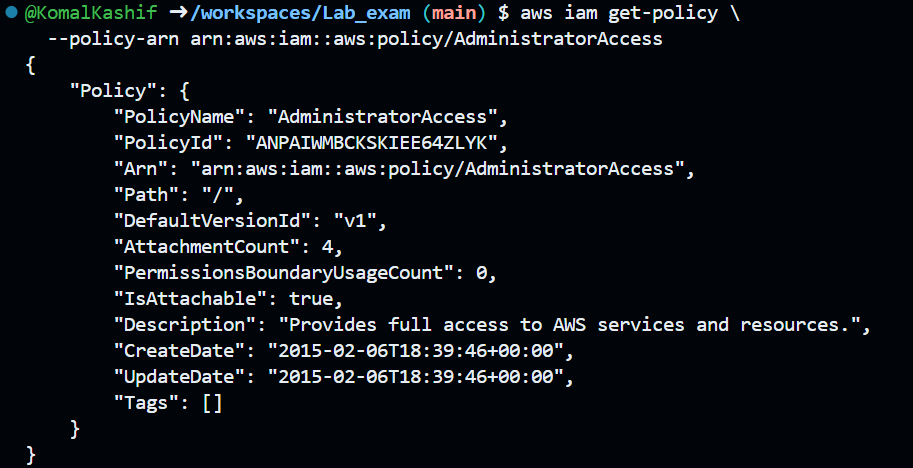 @KomalKashif ➜/workspaces/Lab_exam (main) $ aws iam get-policy \
  --policy-arn arn:aws:iam::aws:policy/AdministratorAccess
{
    "Policy": {
        "PolicyName": "AdministratorAccess",
        "PolicyId": "ANPAIWMBCKSKIEE64ZLYK",
        "Arn": "arn:aws:iam::aws:policy/AdministratorAccess",
        "Path": "/",
        "DefaultVersionId": "v1",
        "AttachmentCount": 4,
        "PermissionsBoundaryUsageCount": 0,
        "IsAttachable": true,
        "Description": "Provides full access to AWS services and resources.",
        "CreateDate": "2015-02-06T18:39:46+00:00",
        "UpdateDate": "2015-02-06T18:39:46+00:00",
        "Tags": []
    }
}